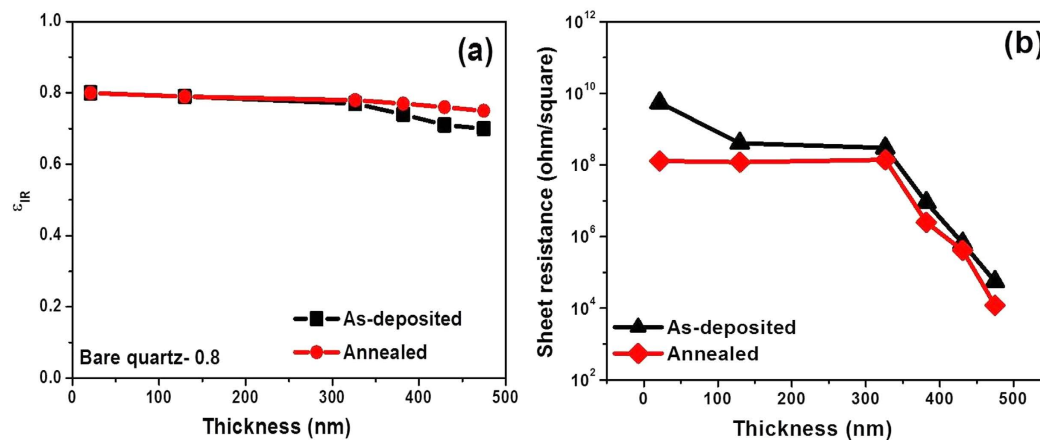 (a)
1.0
0.8
0.6
0.4
0.2
0.0
ε_IR
As-deposited
Annealed
Bare quartz- 0.8
0 100 200 300 400 500
Thickness (nm)
(b)
10^12
10^10
10^8
10^6
10^4
10^2
Sheet resistance (ohm/square)
As-deposited
Annealed
0 100 200 300 400 500
Thickness (nm)